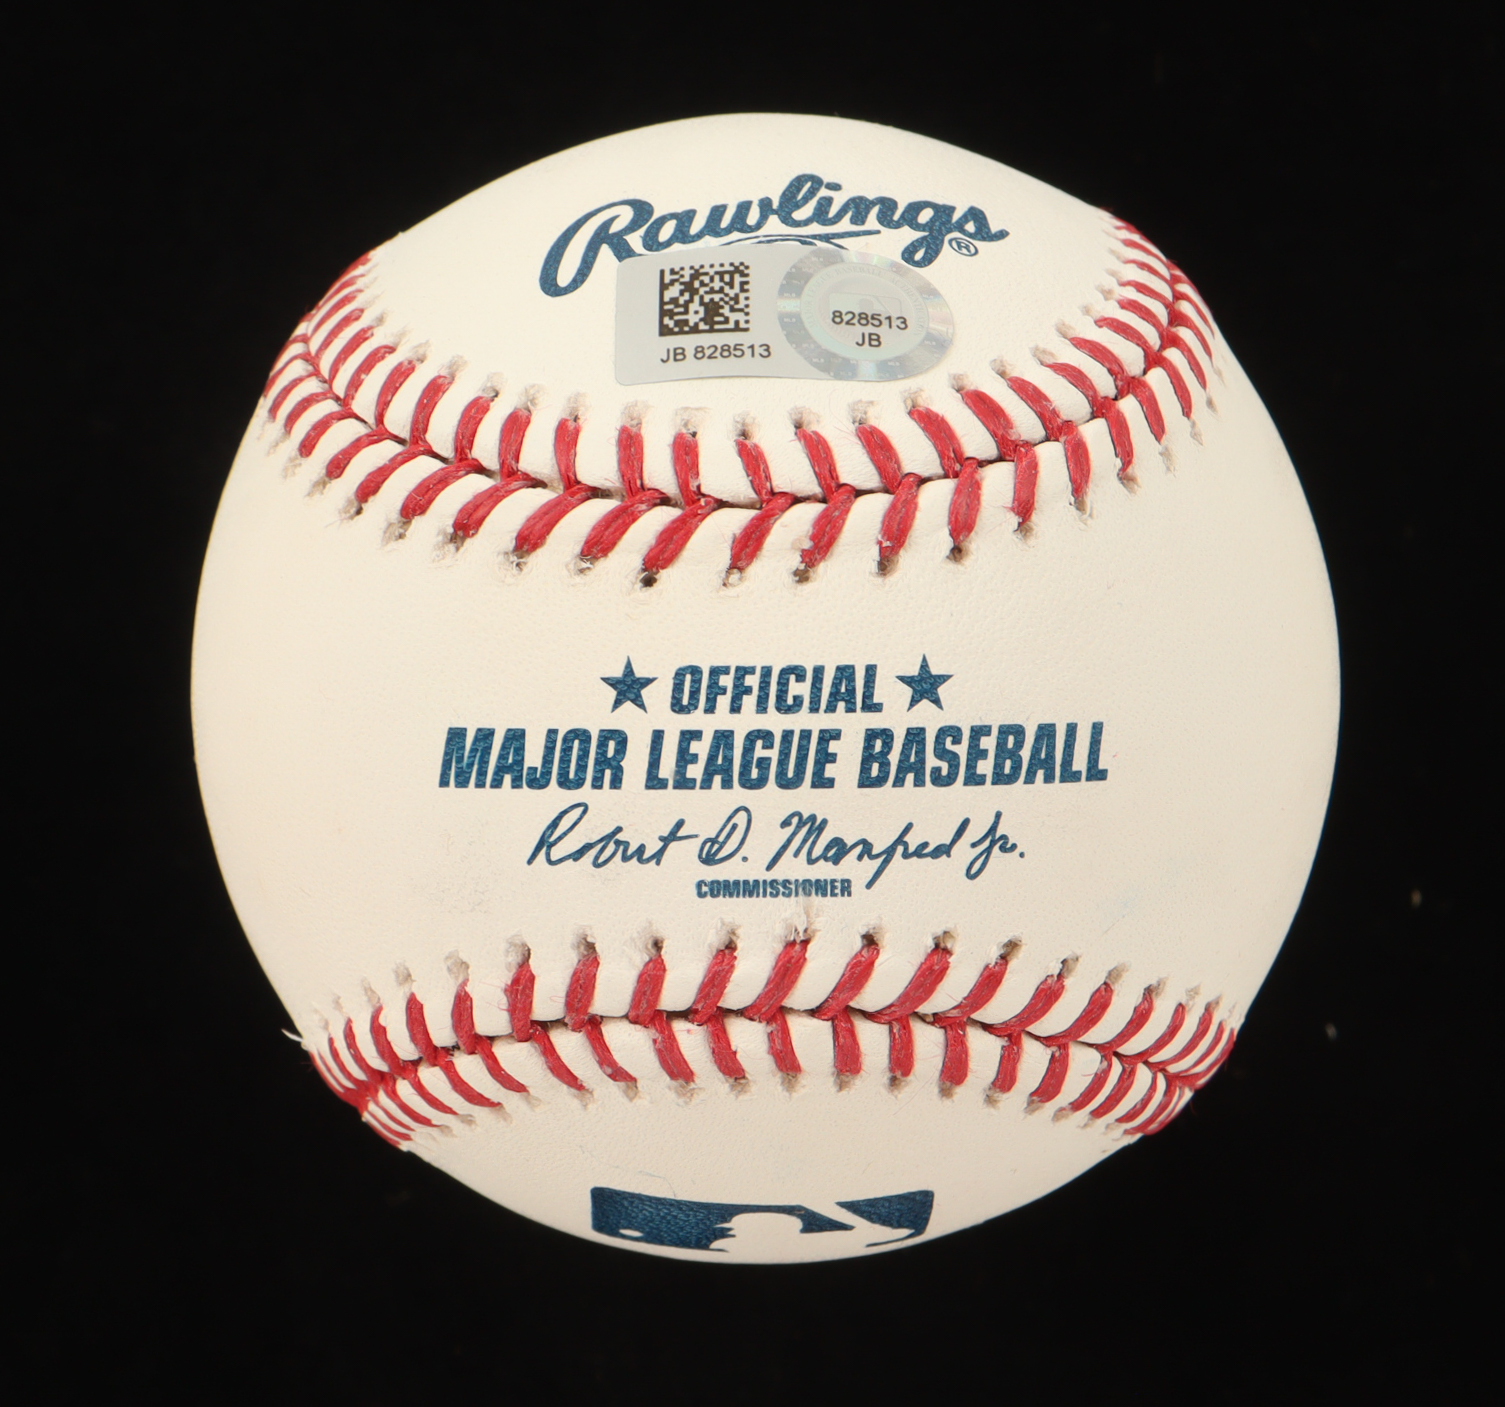 Rawlings®
JB 828513
828513
JB
★ OFFICIAL ★
MAJOR LEAGUE BASEBALL
Robert D. Manfred Jr.
COMMISSIONER